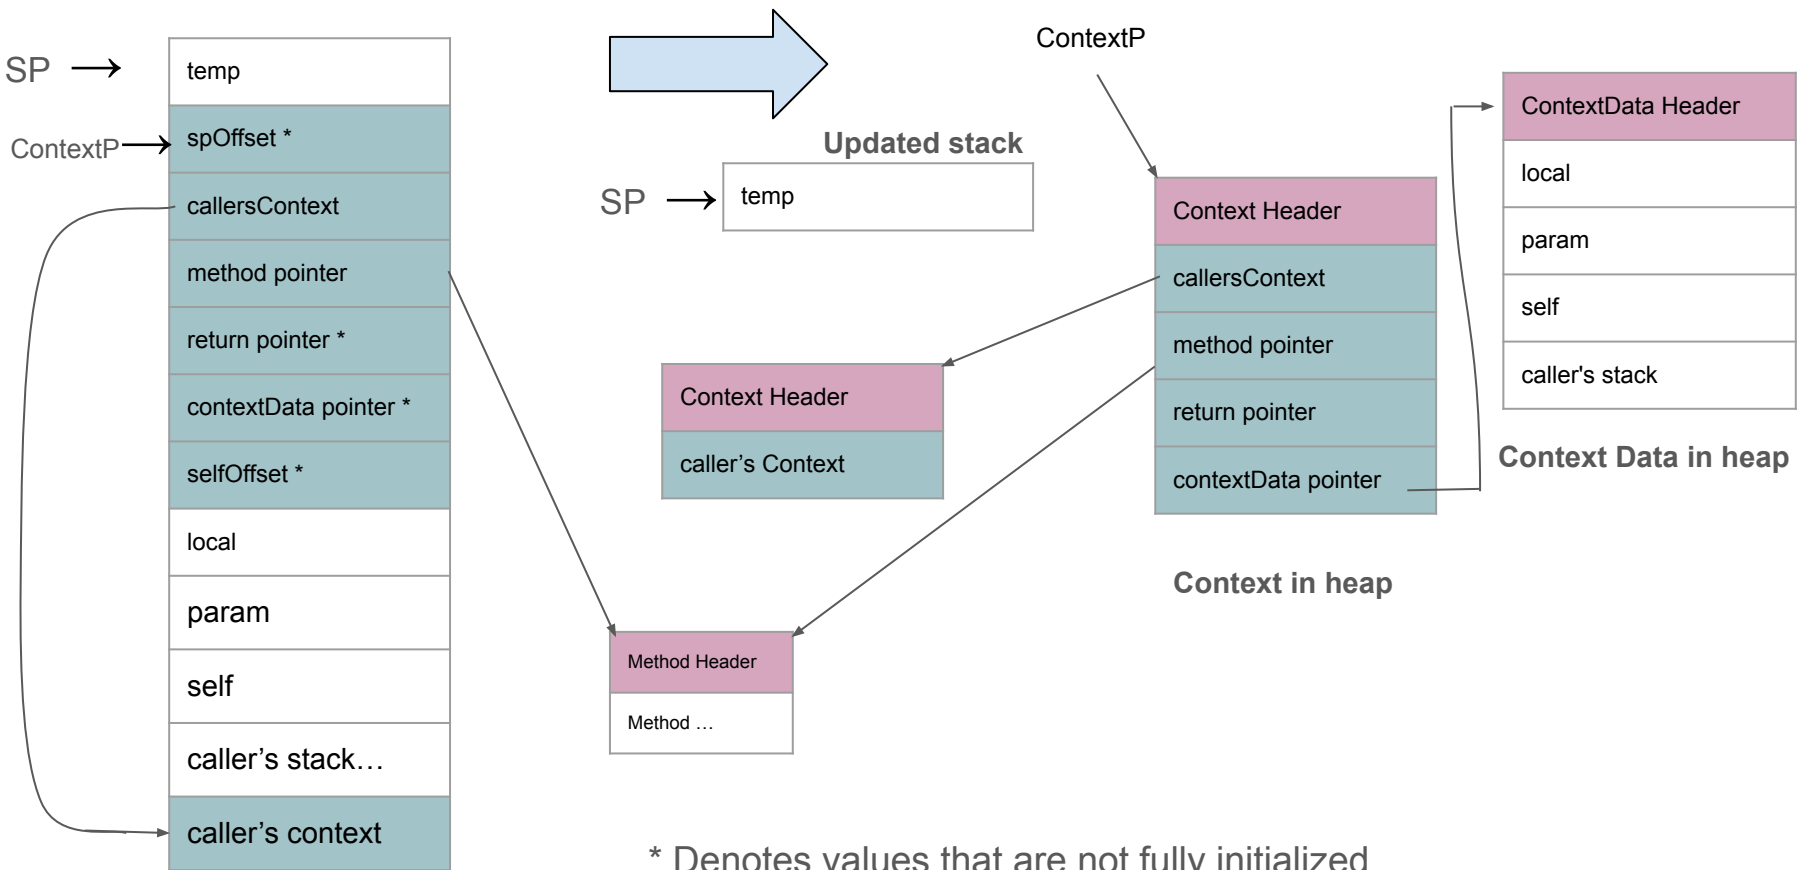 SP
temp
ContextP
spOffset *
callersContext
method pointer
return pointer *
contextData pointer *
selfOffset *
local
param
self
caller’s stack…
caller’s context
Updated stack
SP
temp
Context Header
caller’s Context
Method Header
Method …
ContextP
Context Header
callersContext
method pointer
return pointer
contextData pointer
Context in heap
ContextData Header
local
param
self
caller's stack
Context Data in heap
* Denotes values that are not fully initialized